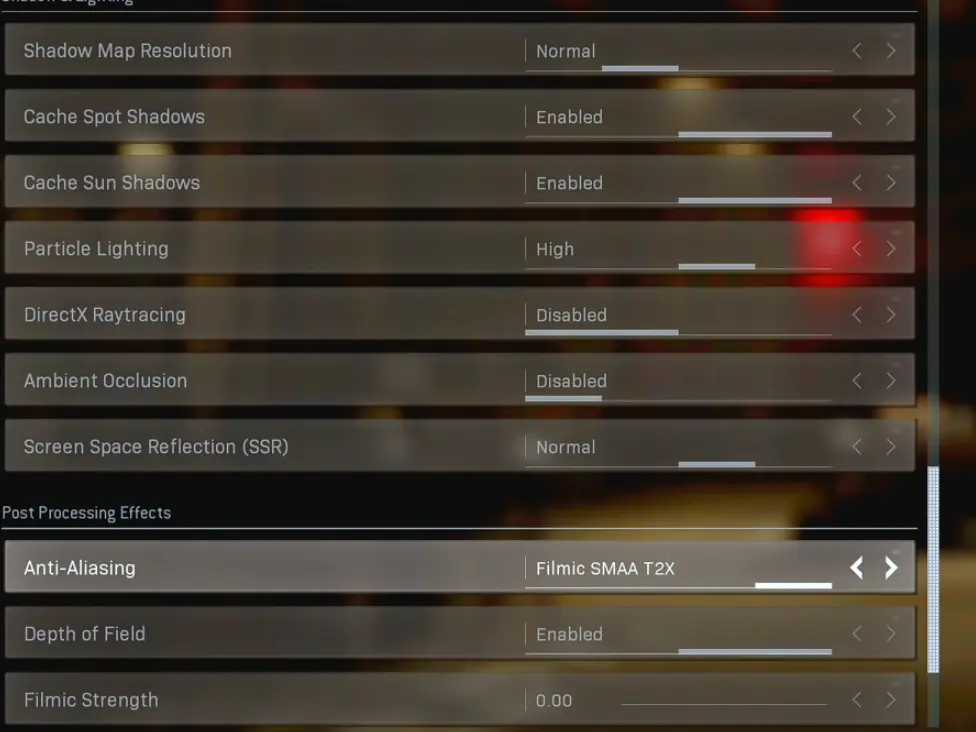 Shadow & Lighting
Shadow Map Resolution
Normal
Cache Spot Shadows
Enabled
Cache Sun Shadows
Enabled
Particle Lighting
High
DirectX Raytracing
Disabled
Ambient Occlusion
Disabled
Screen Space Reflection (SSR)
Normal
Post Processing Effects
Anti-Aliasing
Filmic SMAA T2X
Depth of Field
Enabled
Filmic Strength
0.00